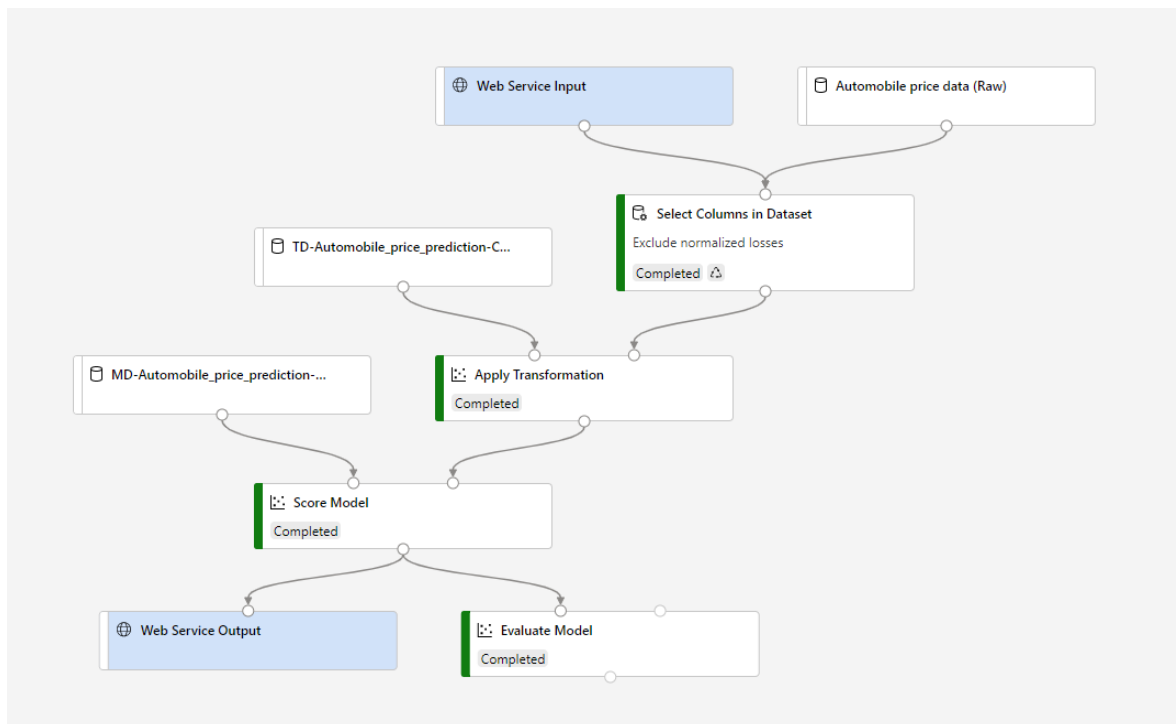 Web Service Input
Automobile price data (Raw)
Select Columns in Dataset
Exclude normalized losses
Completed
TD-Automobile_price_prediction-C...
Apply Transformation
Completed
MD-Automobile_price_prediction-...
Score Model
Completed
Web Service Output
Evaluate Model
Completed